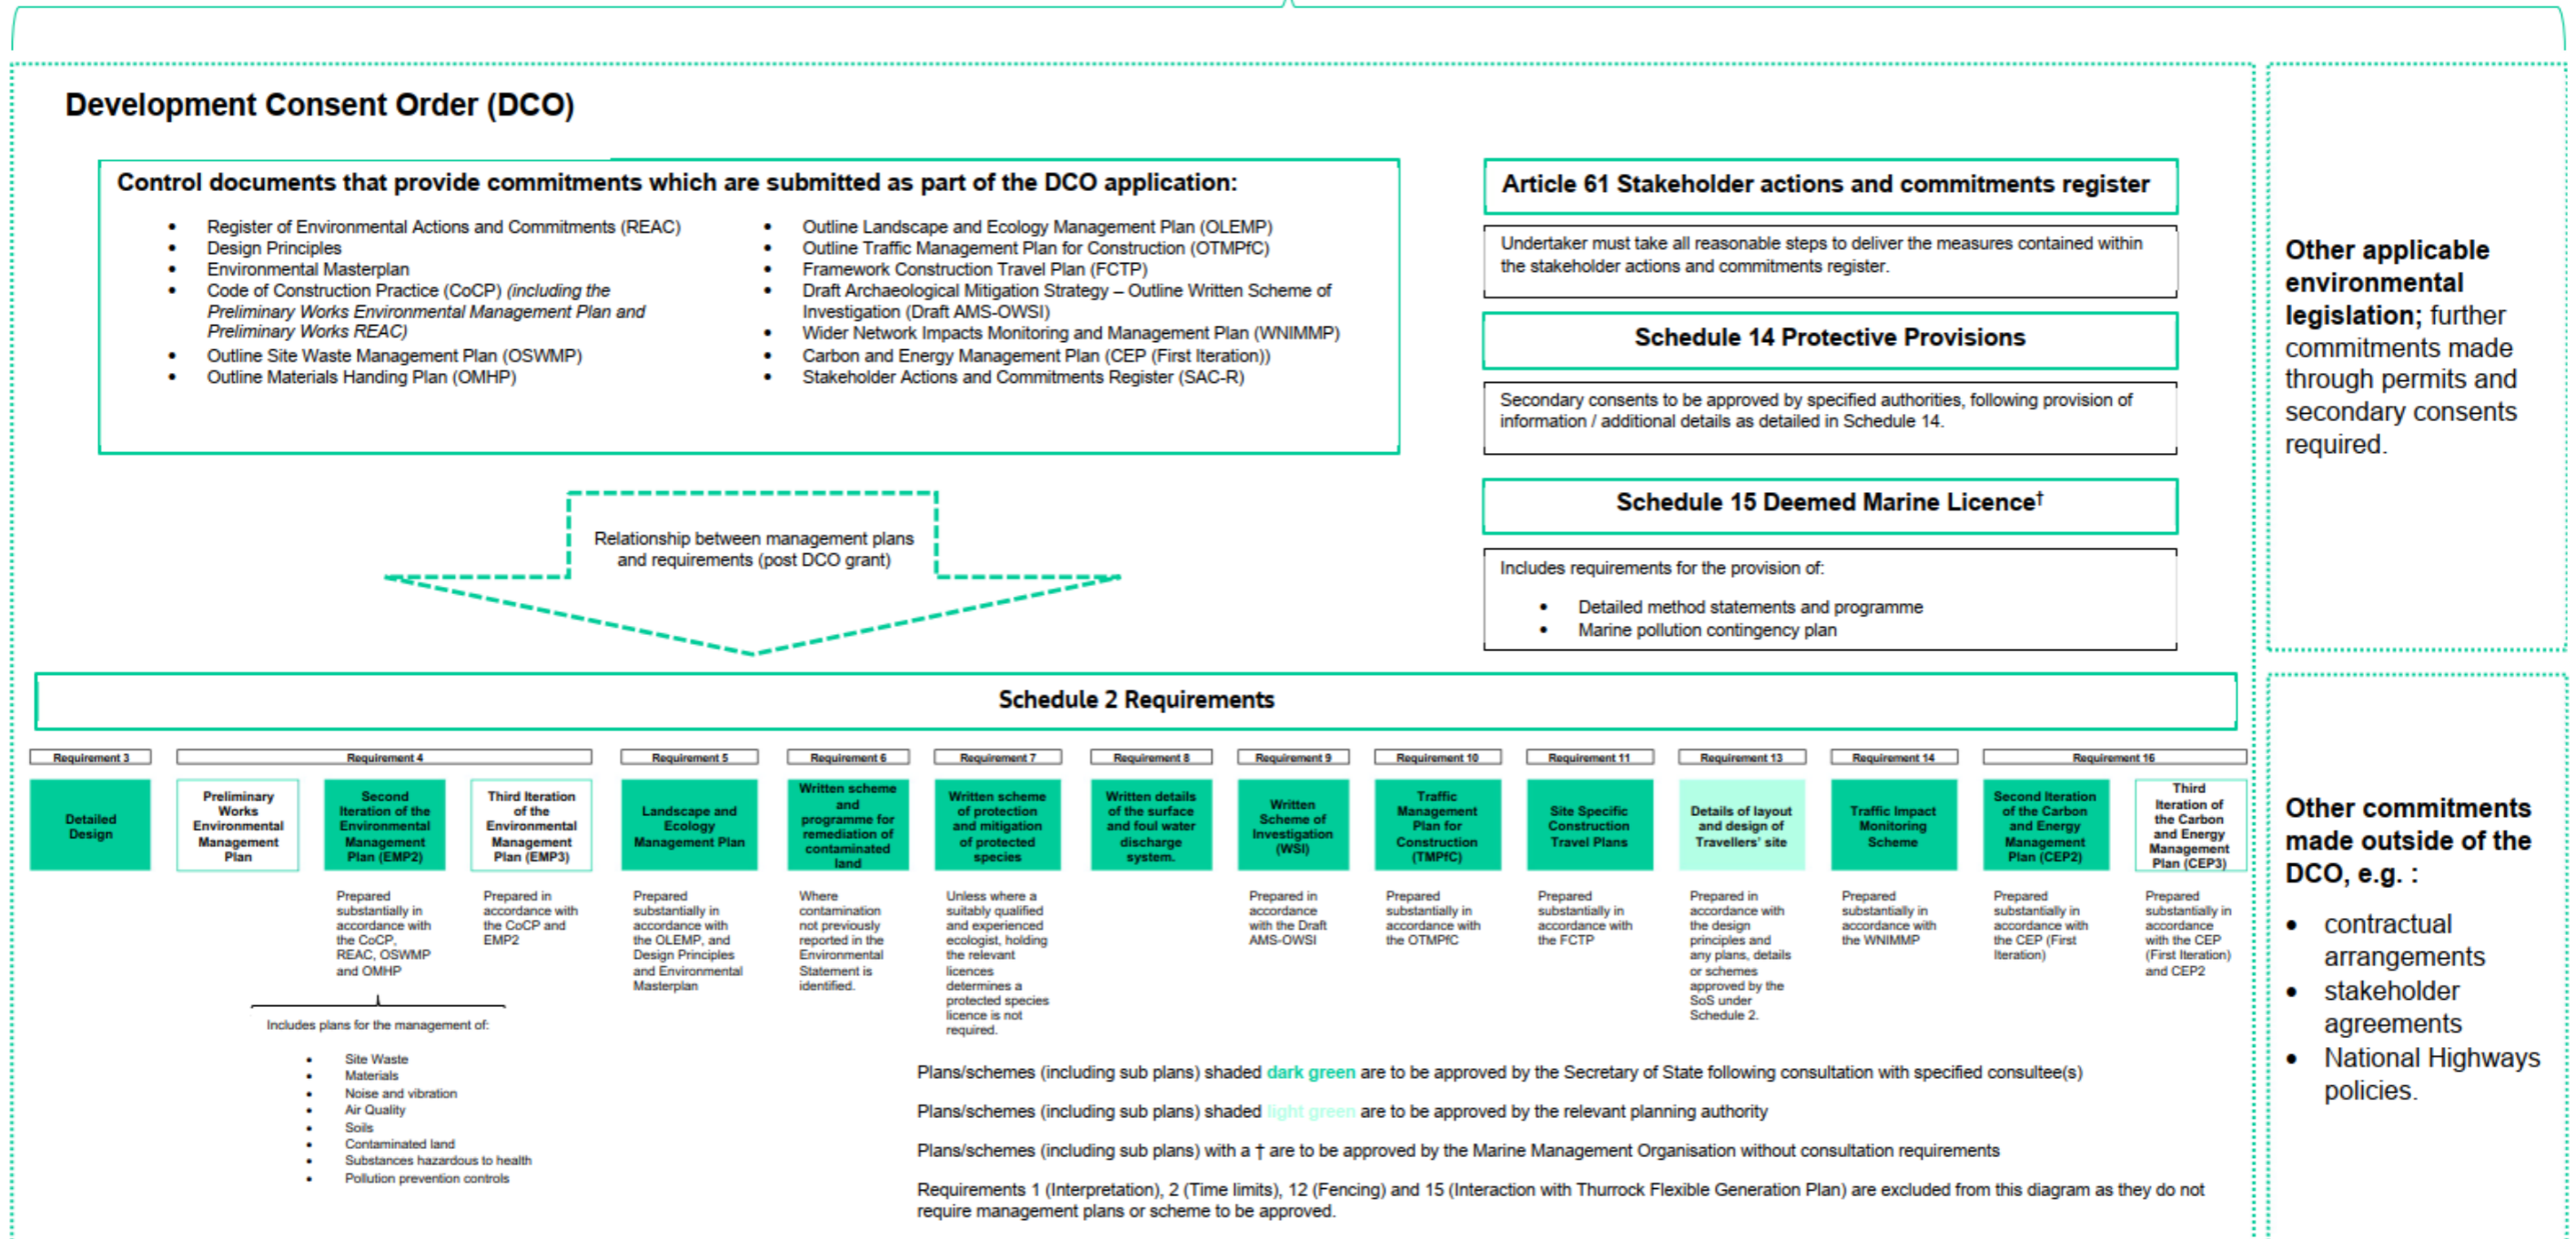 Development Consent Order (DCO)
Control documents that provide commitments which are submitted as part of the DCO application:
• Register of Environmental Actions and Commitments (REAC)
• Design Principles
• Environmental Masterplan
• Code of Construction Practice (CoCP) (including the
Preliminary Works Environmental Management Plan and
Preliminary Works REAC)
• Outline Site Waste Management Plan (OSWMP)
• Outline Materials Handing Plan (OMHP)
• Outline Landscape and Ecology Management Plan (OLEMP)
• Outline Traffic Management Plan for Construction (OTMPfC)
• Framework Construction Travel Plan (FCTP)
• Draft Archaeological Mitigation Strategy – Outline Written Scheme of
Investigation (Draft AMS-OWSI)
• Wider Network Impacts Monitoring and Management Plan (WNIMMP)
• Carbon and Energy Management Plan (CEP (First Iteration))
• Stakeholder Actions and Commitments Register (SAC-R)
Article 61 Stakeholder actions and commitments register
Undertaker must take all reasonable steps to deliver the measures contained within
the stakeholder actions and commitments register.
Schedule 14 Protective Provisions
Secondary consents to be approved by specified authorities, following provision of
information / additional details as detailed in Schedule 14.
Schedule 15 Deemed Marine Licence†
Includes requirements for the provision of:
• Detailed method statements and programme
• Marine pollution contingency plan
Other applicable
environmental
legislation; further
commitments made
through permits and
secondary consents
required.
Relationship between management plans
and requirements (post DCO grant)
Schedule 2 Requirements
Requirement 3
Detailed
Design
Requirement 4
Preliminary
Works
Environmental
Management
Plan
Second
Iteration of the
Environmental
Management
Plan (EMP2)
Prepared
substantially in
accordance with
the CoCP,
REAC, OSWMP
and OMHP
Third Iteration
of the
Environmental
Management
Plan (EMP3)
Prepared in
accordance with
the CoCP and
EMP2
Includes plans for the management of:
• Site Waste
• Materials
• Noise and vibration
• Air Quality
• Soils
• Contaminated land
• Substances hazardous to health
• Pollution prevention controls
Requirement 5
Landscape and
Ecology
Management Plan
Prepared
substantially in
accordance with
the OLEMP, and
Design Principles
and Environmental
Masterplan
Requirement 6
Written scheme
and
programme for
remediation of
contaminated
land
Where
contamination
not previously
reported in the
Environmental
Statement is
identified.
Requirement 7
Written scheme
of protection
and mitigation
of protected
species
Unless where a
suitably qualified
and experienced
ecologist, holding
the relevant
licences
determines a
protected species
licence is not
required.
Requirement 8
Written details
of the surface
and foul water
discharge
system.
Requirement 9
Written
Scheme of
Investigation
(WSI)
Prepared in
accordance
with the Draft
AMS-OWSI
Requirement 10
Traffic
Management
Plan for
Construction
(TMPfC)
Prepared
substantially in
accordance with
the OTMPfC
Requirement 11
Site Specific
Construction
Travel Plans
Prepared
substantially in
accordance with
the FCTP
Requirement 13
Details of layout
and design of
Travellers' site
Prepared in
accordance with
the design
principles and
any plans, details
or schemes
approved by the
SoS under
Schedule 2.
Requirement 14
Traffic Impact
Monitoring
Scheme
Prepared
substantially in
accordance with
the WNIMMP
Requirement 16
Second Iteration
of the Carbon
and Energy
Management
Plan (CEP2)
Prepared
substantially in
accordance with
the CEP (First
Iteration)
Third
Iteration of
the Carbon
and Energy
Management
Plan (CEP3)
Prepared
substantially in
accordance
with the CEP
(First Iteration)
and CEP2
Plans/schemes (including sub plans) shaded dark green are to be approved by the Secretary of State following consultation with specified consultee(s)
Plans/schemes (including sub plans) shaded light green are to be approved by the relevant planning authority
Plans/schemes (including sub plans) with a † are to be approved by the Marine Management Organisation without consultation requirements
Requirements 1 (Interpretation), 2 (Time limits), 12 (Fencing) and 15 (Interaction with Thurrock Flexible Generation Plan) are excluded from this diagram as they do not
require management plans or scheme to be approved.
Other commitments
made outside of the
DCO, e.g. :
• contractual
arrangements
• stakeholder
agreements
• National Highways
policies.